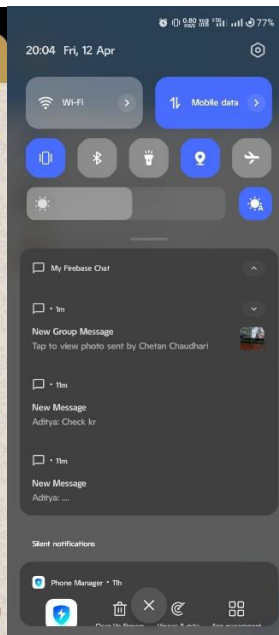 0.80 77%
20:04 Fri, 12 Apr
Wi-Fi Mobile data
My Firebase Chat
• 1m
New Group Message
Tap to view photo sent by Chetan Chaudhari
• 11m
New Message
Aditya: Check kr
• 11m
New Message
Aditya: ....
Silent notifications
Phone Manager • 11h